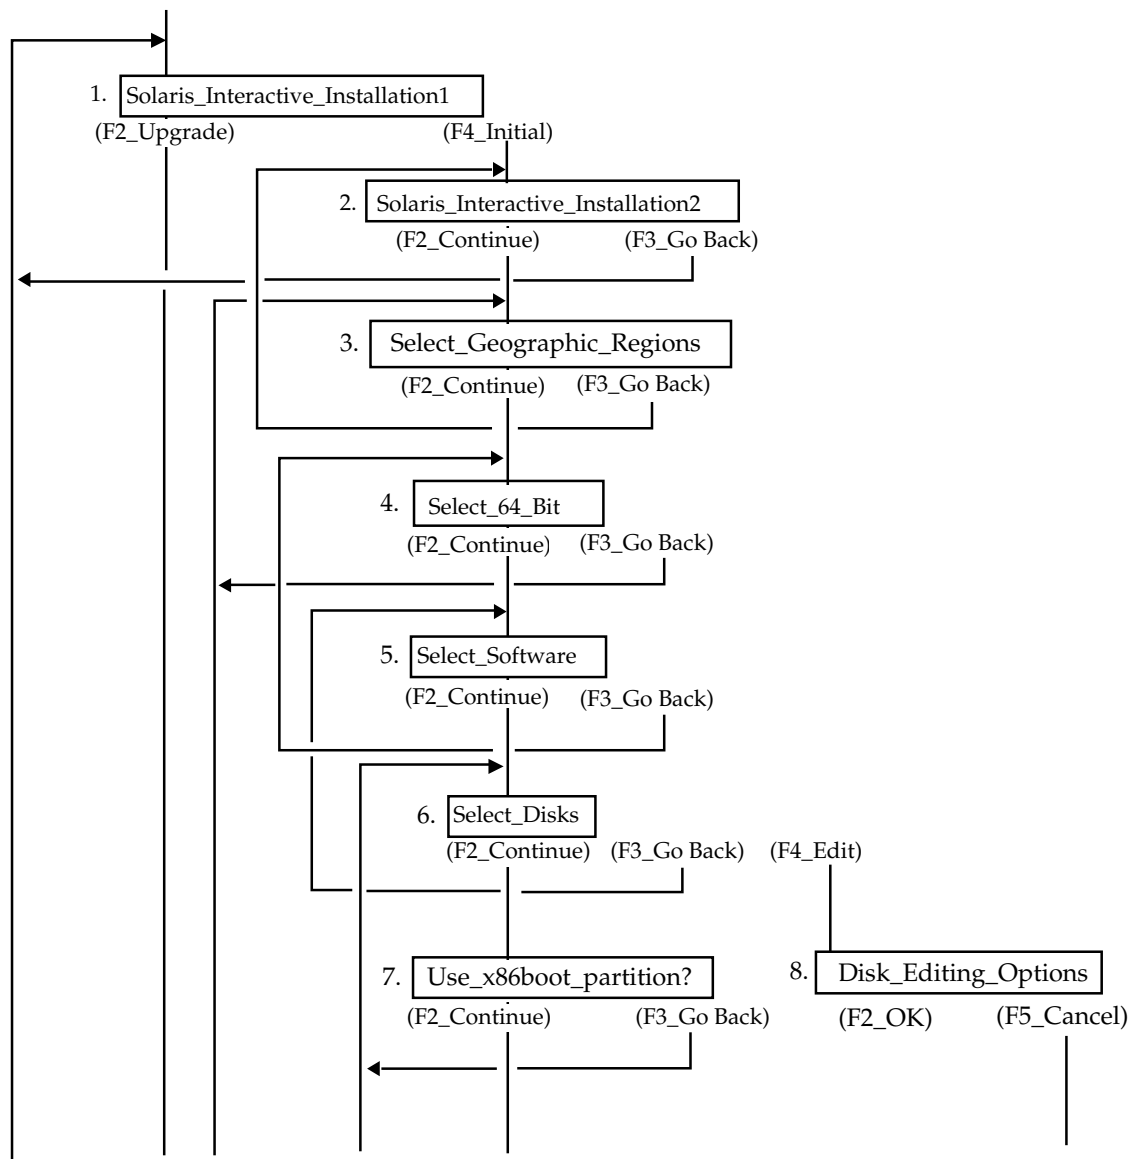 1. Solaris_Interactive_Installation1
(F2_Upgrade) (F4_Initial)
2. Solaris_Interactive_Installation2
(F2_Continue) (F3_Go Back)
3. Select_Geographic_Regions
(F2_Continue) (F3_Go Back)
4. Select_64_Bit
(F2_Continue) (F3_Go Back)
5. Select_Software
(F2_Continue) (F3_Go Back)
6. Select_Disks
(F2_Continue) (F3_Go Back) (F4_Edit)
7. Use_x86boot_partition? 8. Disk_Editing_Options
(F2_Continue) (F3_Go Back) (F2_OK) (F5_Cancel)